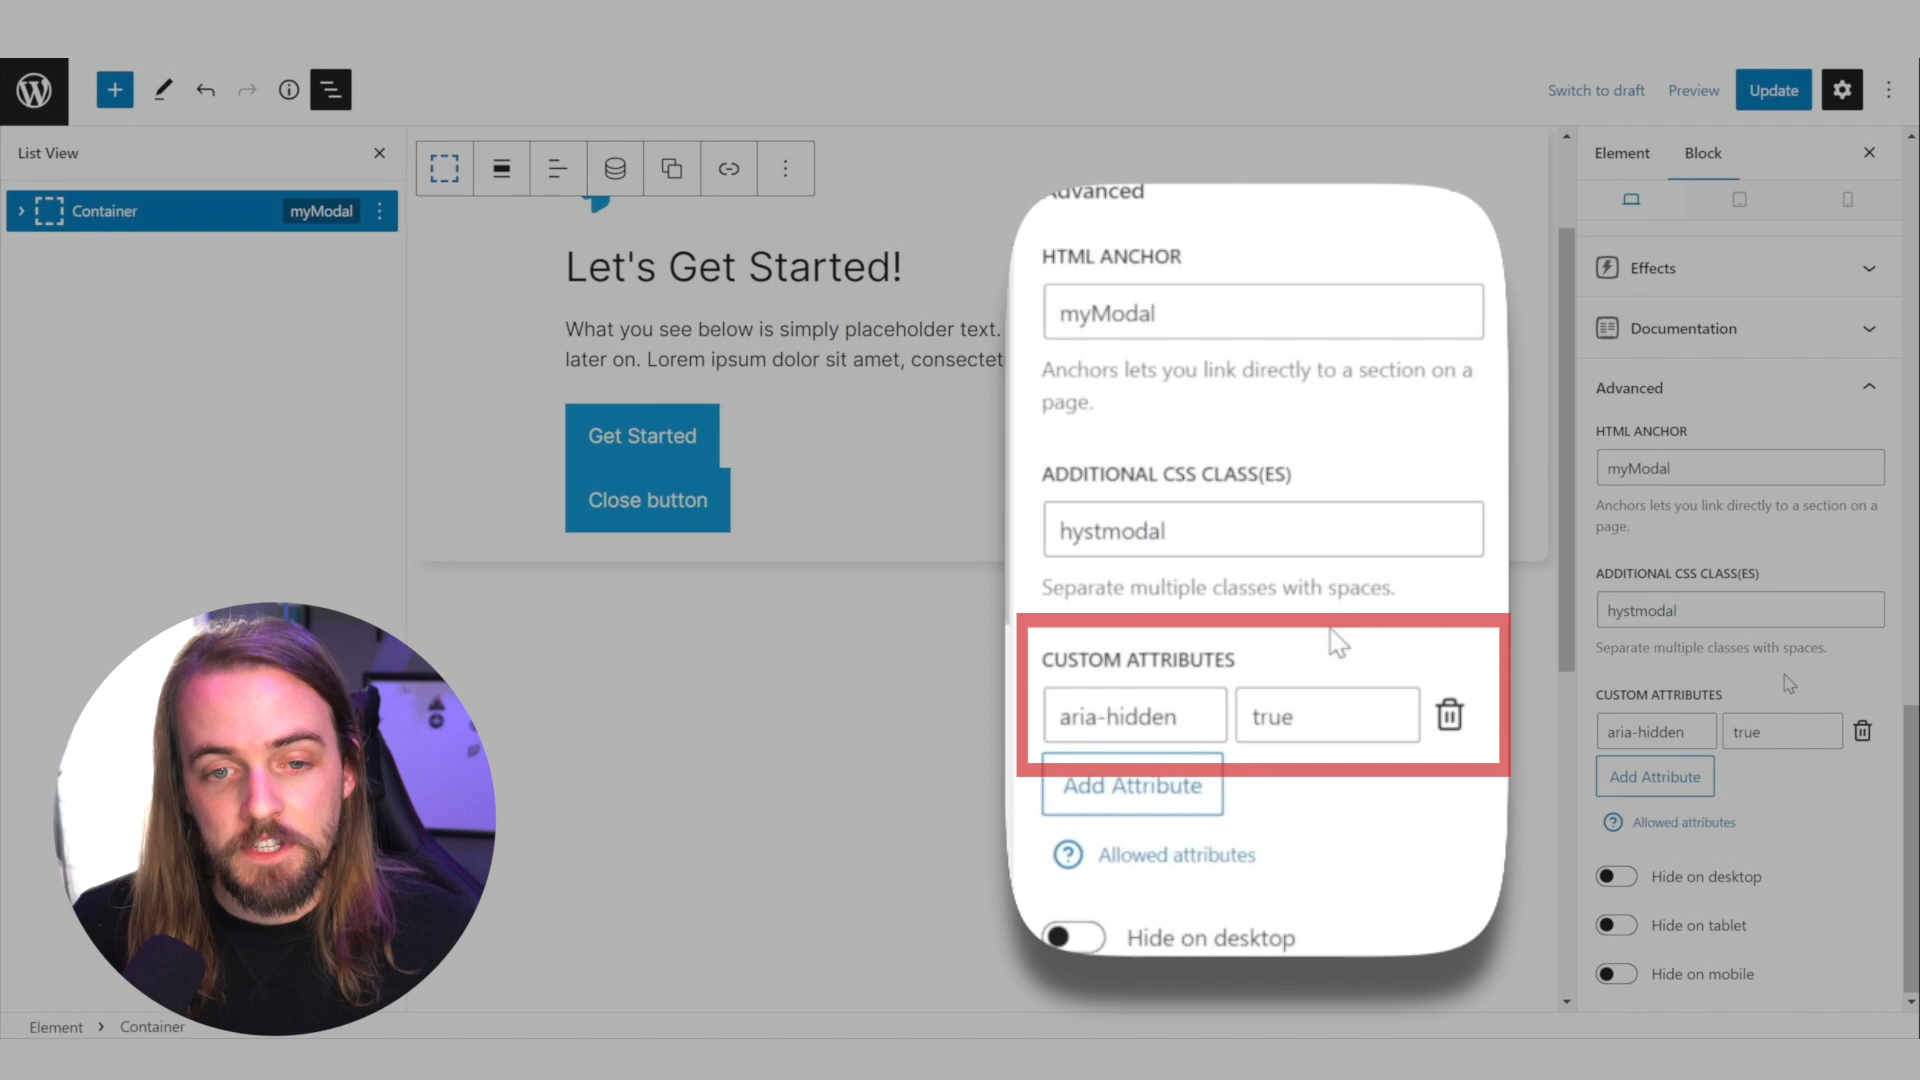 Switch to draft
Preview
Update
List View
Container
myModal
Let's Get Started!
What you see below is simply placeholder text.
later on. Lorem ipsum dolor sit amet, consectet
Get Started
Close button
Advanced
HTML ANCHOR
myModal
Anchors lets you link directly to a section on a
page.
ADDITIONAL CSS CLASS(ES)
hystmodal
Separate multiple classes with spaces.
CUSTOM ATTRIBUTES
aria-hidden
true
Add Attribute
Allowed attributes
Hide on desktop
Element
Block
Effects
Documentation
Advanced
HTML ANCHOR
myModal
Anchors lets you link directly to a section on a
page.
ADDITIONAL CSS CLASS(ES)
hystmodal
Separate multiple classes with spaces.
CUSTOM ATTRIBUTES
aria-hidden
true
Add Attribute
Allowed attributes
Hide on desktop
Hide on tablet
Hide on mobile
Element > Container